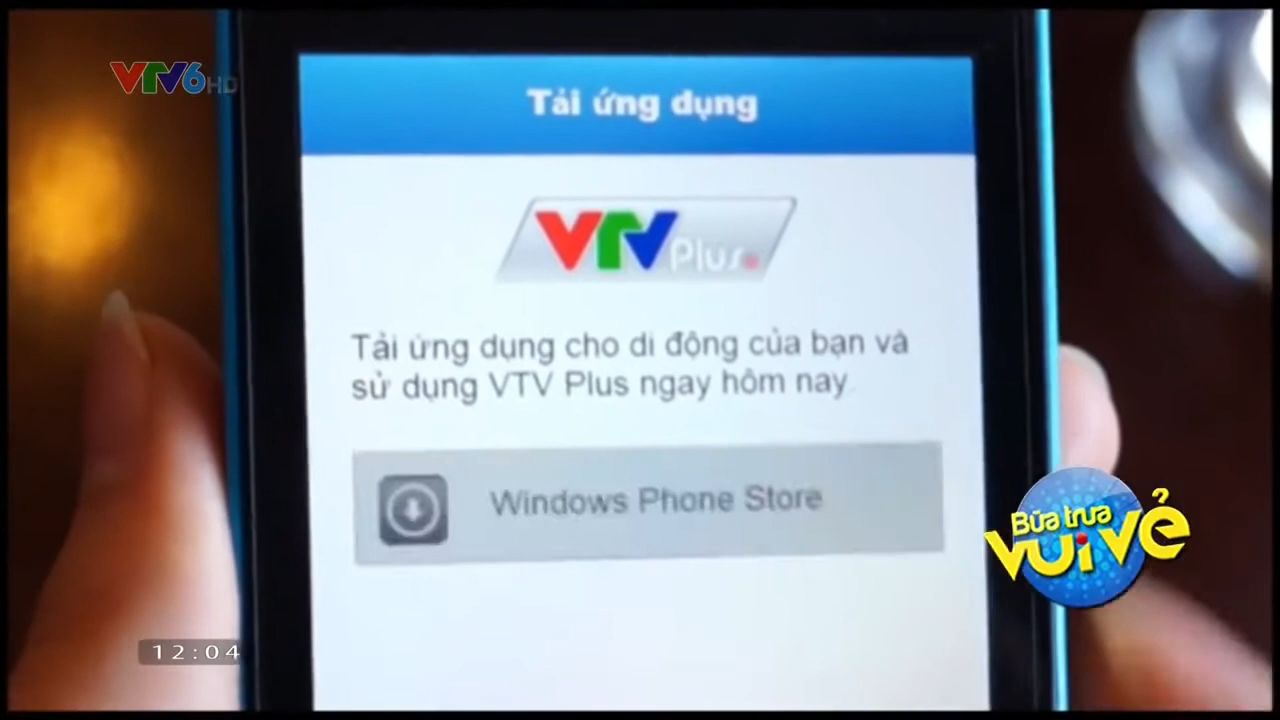 VTV6HD
Tải ứng dụng
VTV Plus
Tải ứng dụng cho di động của bạn và
sử dụng VTV Plus ngay hôm nay
Windows Phone Store
Bữa trưa
vui vẻ
12:04